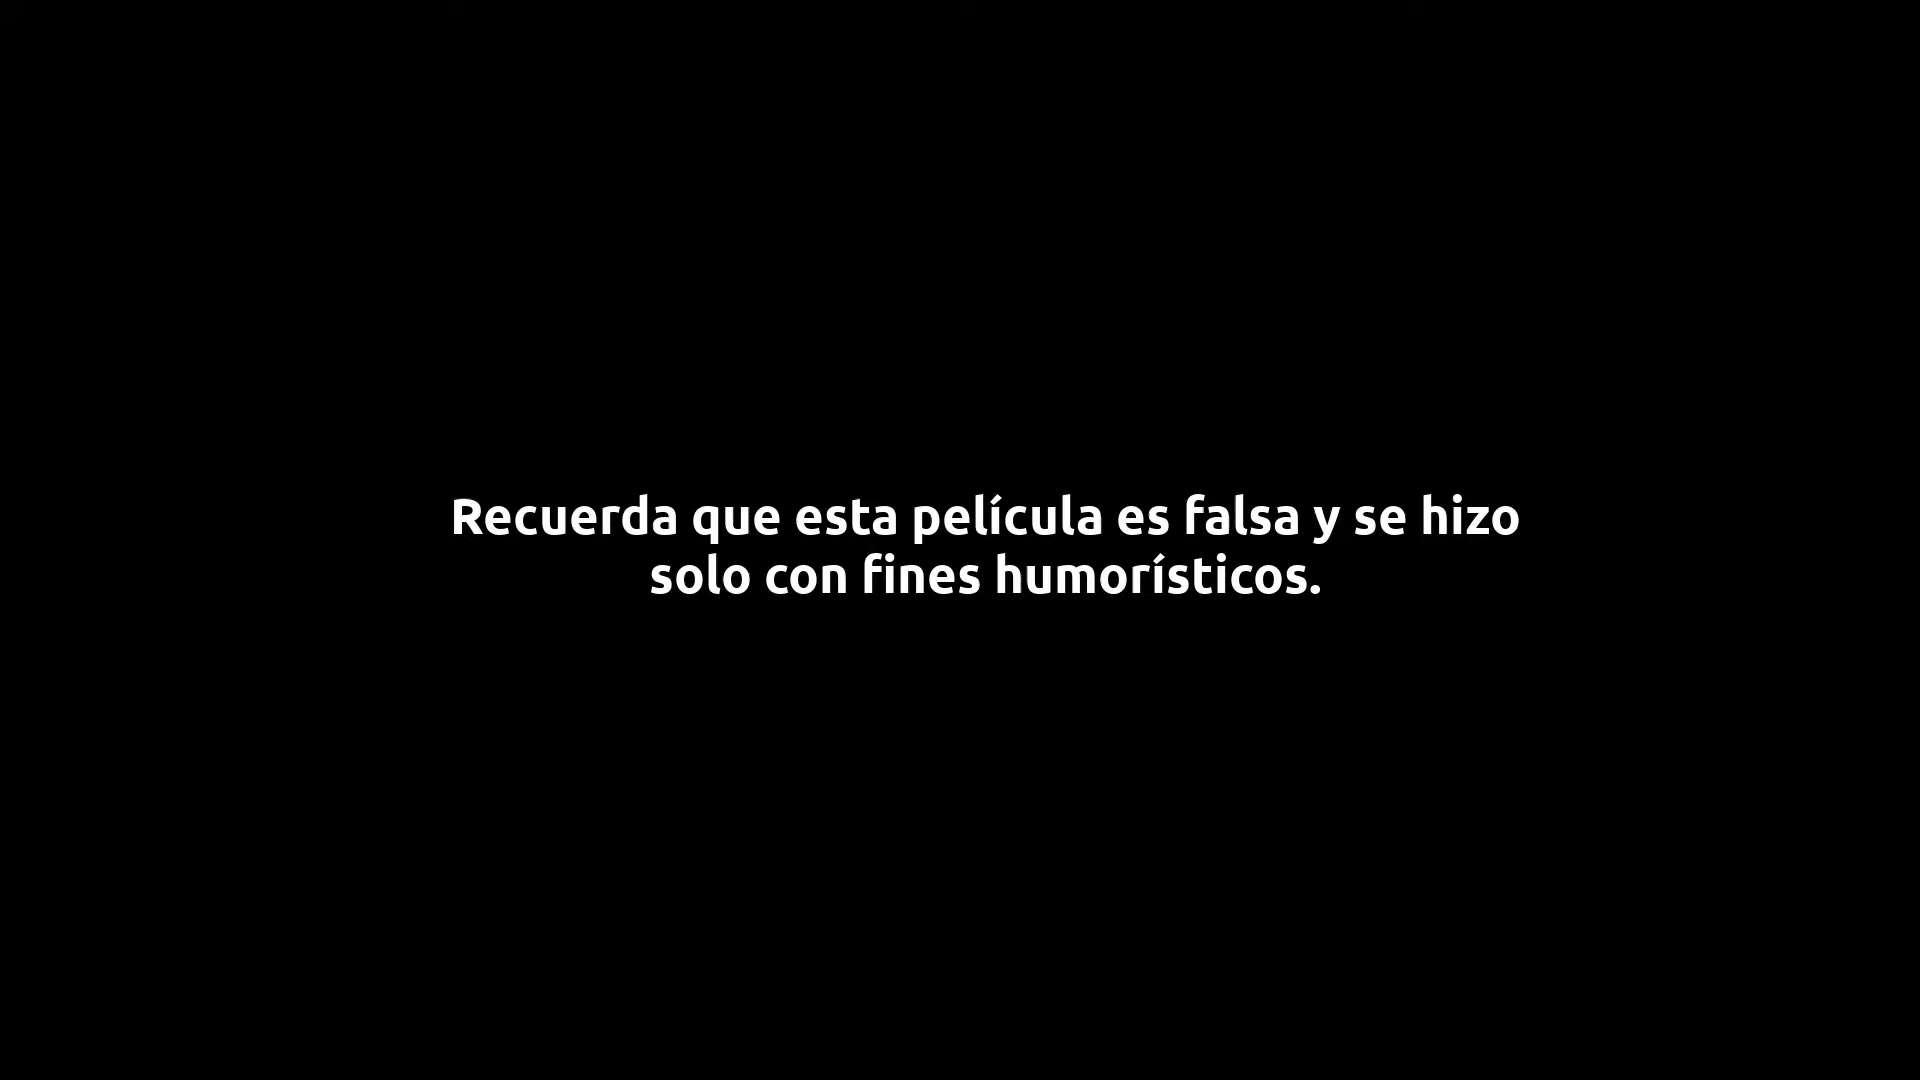 Recuerda que esta película es falsa y se hizo
solo con fines humorísticos.